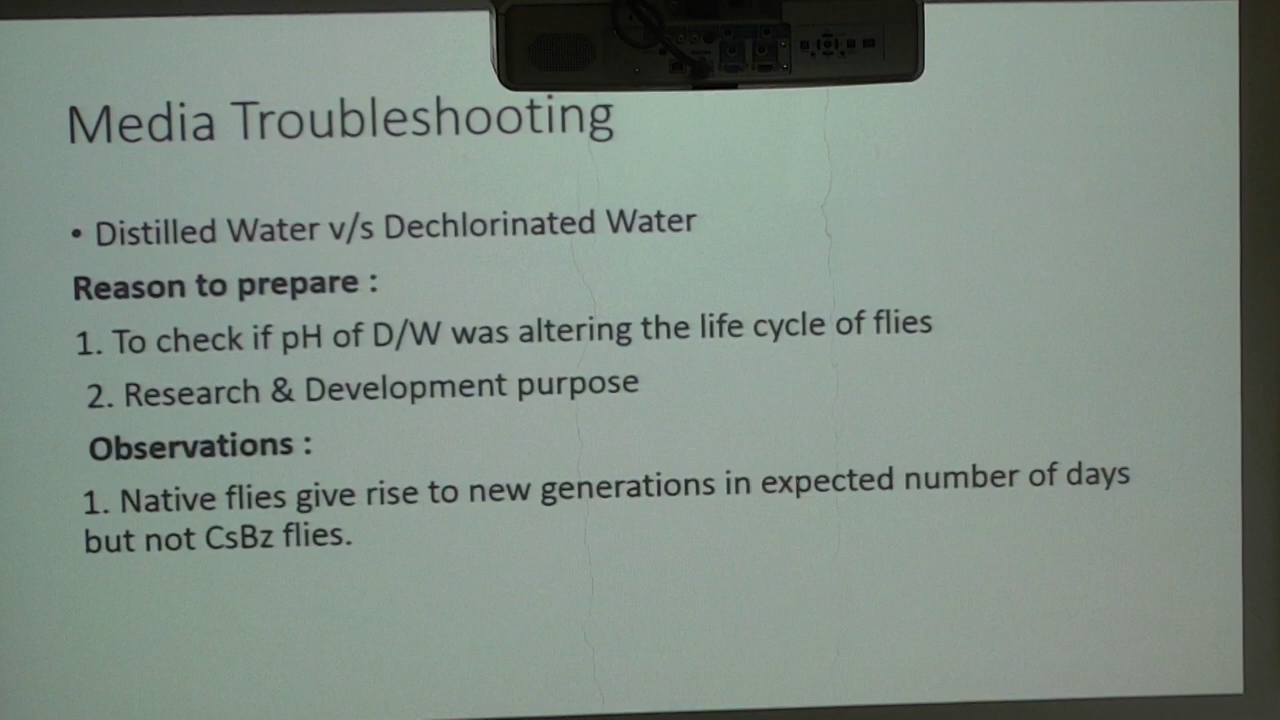 Media Troubleshooting
• Distilled Water v/s Dechlorinated Water
Reason to prepare :
1. To check if pH of D/W was altering the life cycle of flies
2. Research & Development purpose
Observations :
1. Native flies give rise to new generations in expected number of days
but not CsBz flies.